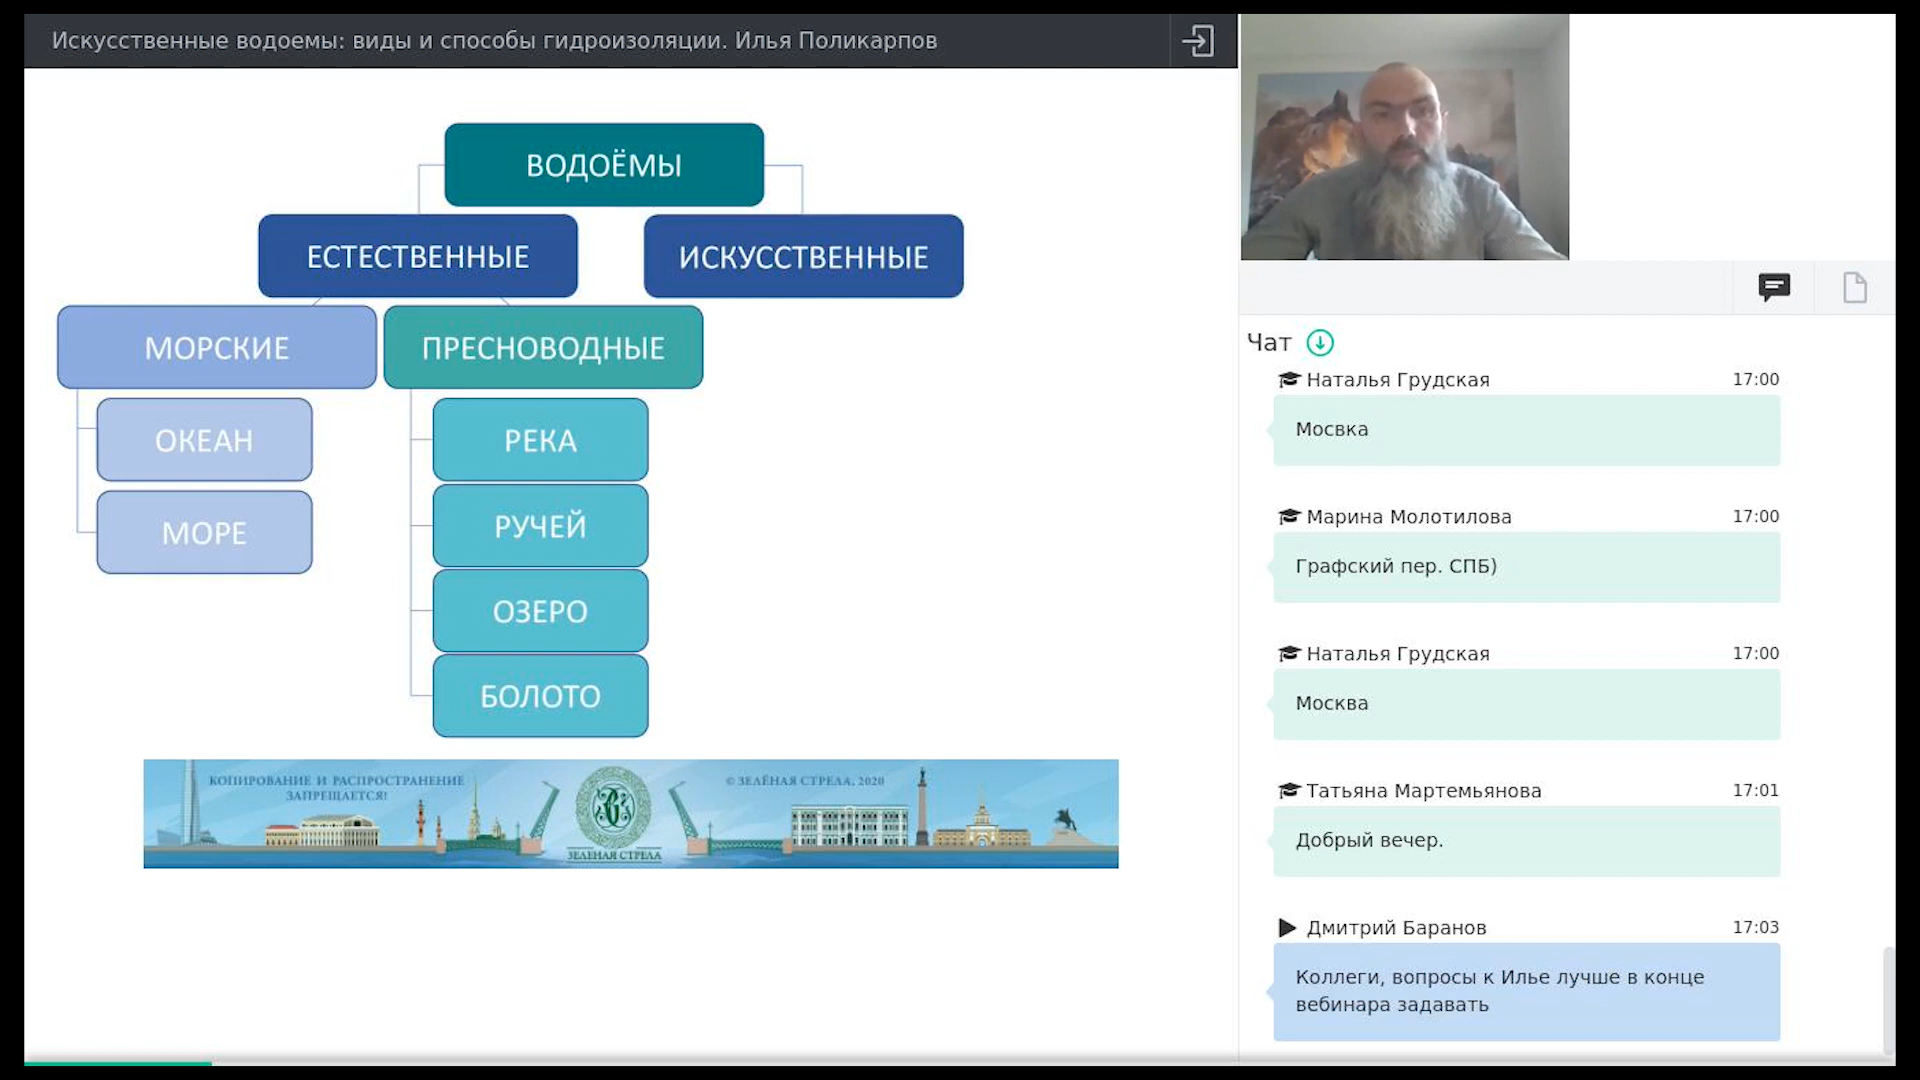 Искусственные водоемы: виды и способы гидроизоляции. Илья Поликарпов
ВОДОЁМЫ
ЕСТЕСТВЕННЫЕ
ИСКУССТВЕННЫЕ
МОРСКИЕ
ПРЕСНОВОДНЫЕ
ОКЕАН
МОРЕ
РЕКА
РУЧЕЙ
ОЗЕРО
БОЛОТО
КОПИРОВАНИЕ И РАСПРОСТРАНЕНИЕ
ЗАПРЕЩАЕТСЯ!
ЗЕЛЕНАЯ СТРЕЛА
© ЗЕЛЁНАЯ СТРЕЛА, 2020
Чат
Наталья Грудская 17:00
Мосвка
Марина Молотилова 17:00
Графский пер. СПБ)
Наталья Грудская 17:00
Москва
Татьяна Мартемьянова 17:01
Добрый вечер.
Дмитрий Баранов 17:03
Коллеги, вопросы к Илье лучше в конце
вебинара задавать